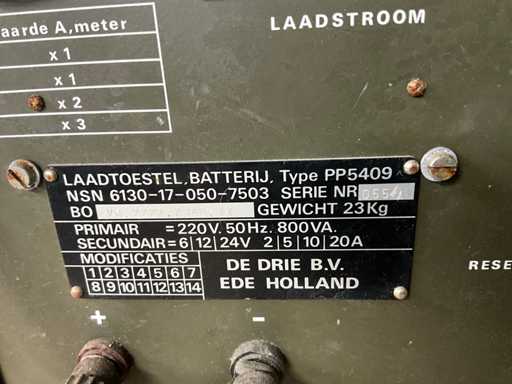 aarde A,meter
x 1
x 1
x 2
x 3
LAADSTROOM
LAADTOESTEL, BATTERIJ, Type PP5409
NSN 6130-17-050-7503 SERIE NR
BO GEWICHT 23Kg
PRIMAIR = 220V. 50Hz. 800VA.
SECUNDAIR = 6|12|24V 2|5|10|20A
MODIFICATIES
1 2 3 4 5 6 7
8 9 10 11 12 13 14
DE DRIE B.V.
EDE HOLLAND
RESE
+
-